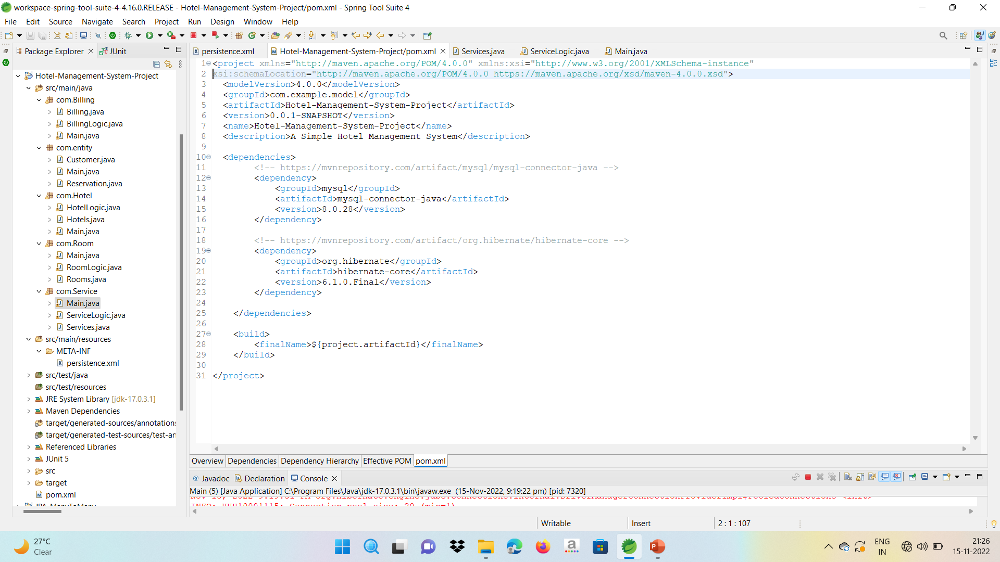 workspace-spring-tool-suite-4-4.16.0.RELEASE - Hotel-Management-System-Project/pom.xml - Spring Tool Suite 4
File Edit Source Navigate Search Project Run Design Window Help
Package Explorer
JUnit
Hotel-Management-System-Project
src/main/java
com.Billing
Billing.java
BillingLogic.java
Main.java
com.entity
Customer.java
Main.java
Reservation.java
com.Hotel
HotelLogic.java
Hotels.java
Main.java
com.Room
Main.java
RoomLogic.java
Rooms.java
com.Service
Main.java
ServiceLogic.java
Services.java
src/main/resources
META-INF
persistence.xml
src/test/java
src/test/resources
JRE System Library [jdk-17.0.3.1]
Maven Dependencies
target/generated-sources/annotations
target/generated-test-sources/test-an
Referenced Libraries
JUnit 5
src
target
pom.xml
persistence.xml
Hotel-Management-System-Project/pom.xml
Services.java
ServiceLogic.java
Main.java
1 <project xmlns="http://maven.apache.org/POM/4.0.0" xmlns:xsi="http://www.w3.org/2001/XMLSchema-instance"
2 xsi:schemaLocation="http://maven.apache.org/POM/4.0.0 https://maven.apache.org/xsd/maven-4.0.0.xsd">
3 <modelVersion>4.0.0</modelVersion>
4 <groupId>com.example.model</groupId>
5 <artifactId>Hotel-Management-System-Project</artifactId>
6 <version>0.0.1-SNAPSHOT</version>
7 <name>Hotel-Management-System-Project</name>
8 <description>A Simple Hotel Management System</description>
9
10 <dependencies>
11 <!-- https://mvnrepository.com/artifact/mysql/mysql-connector-java -->
12 <dependency>
13 <groupId>mysql</groupId>
14 <artifactId>mysql-connector-java</artifactId>
15 <version>8.0.28</version>
16 </dependency>
17
18 <!-- https://mvnrepository.com/artifact/org.hibernate/hibernate-core -->
19 <dependency>
20 <groupId>org.hibernate</groupId>
21 <artifactId>hibernate-core</artifactId>
22 <version>6.1.0.Final</version>
23 </dependency>
24
25 </dependencies>
26
27 <build>
28 <finalName>${project.artifactId}</finalName>
29 </build>
30
31 </project>
Overview Dependencies Dependency Hierarchy Effective POM pom.xml
@ Javadoc Declaration Console
Main (5) [Java Application] C:\Program Files\Java\jdk-17.0.3.1\bin\javaw.exe (15-Nov-2022, 9:19:22 pm) [pid: 7320]
INFO: HHH10001115: Connection pool size: 20 (min=1)
Writable Insert 2 : 1 : 107
27°C
Clear
ENG
IN
21:26
15-11-2022